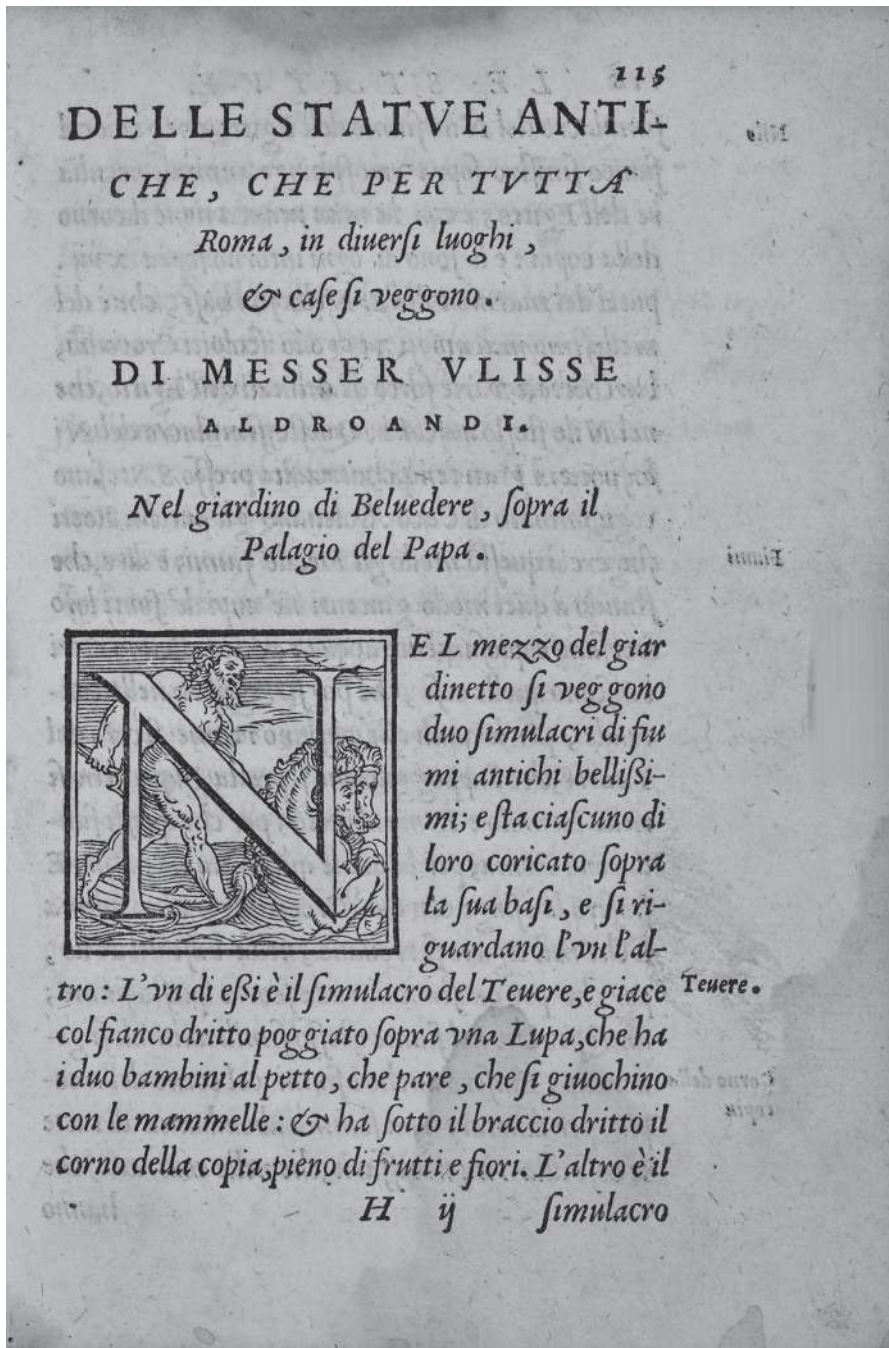 115
DELLE STATVE ANTI-
CHE, CHE PER TVTTA
Roma, in diuerſi luoghi,
& caſe ſi veggono.
DI MESSER VLISSE
ALDROANDI.
Nel giardino di Beluedere, ſopra il
Palagio del Papa.
NEL mezzo del giar
dinetto ſi veggono
duo ſimulacri di fiu
mi antichi bellißi-
mi; e ſta ciaſcuno di
loro coricato ſopra
la ſua baſi, e ſi ri-
guardano l'vn l'al-
tro: L'vn di eßi è il ſimulacro del Teuere, e giace
Teuere.
col fianco dritto poggiato ſopra vna Lupa, che ha
i duo bambini al petto, che pare, che ſi giuochino
con le mammelle: & ha ſotto il braccio dritto il
corno della copia, pieno di frutti e fiori. L'altro è il
H ij ſimulacro